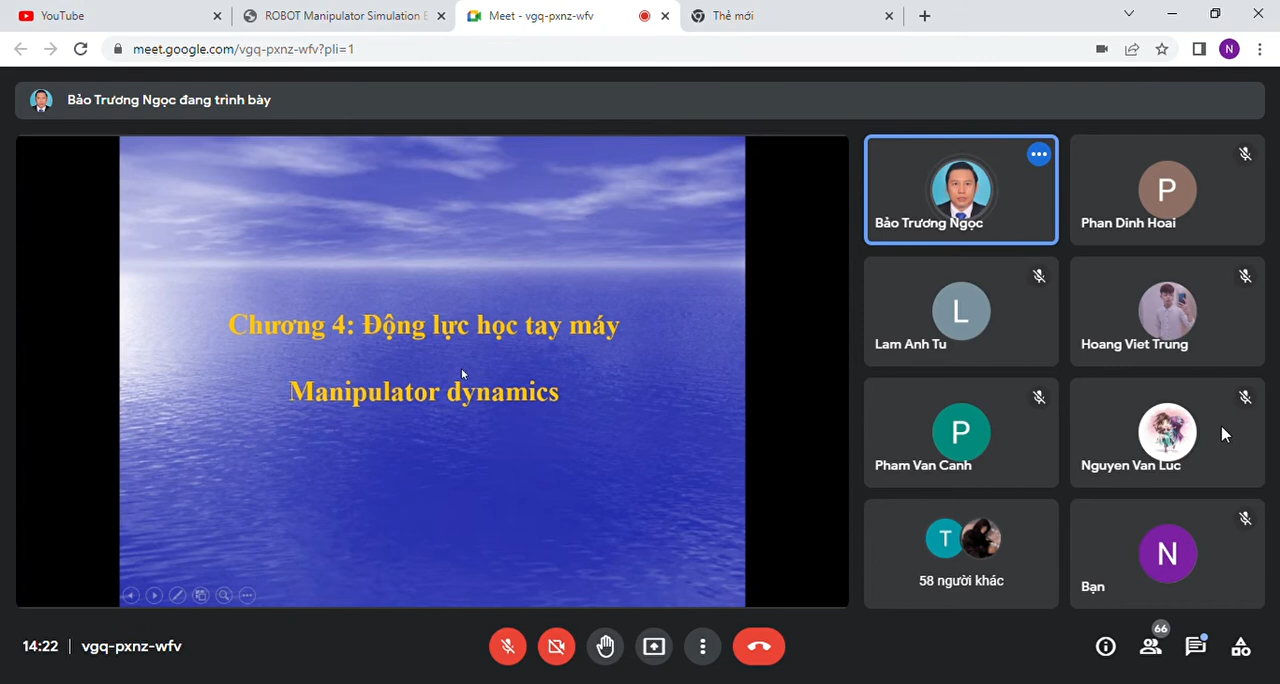 YouTube
ROBOT Manipulator Simulation E
Meet - vgq-pxnz-wfv
Thẻ mới
meet.google.com/vgq-pxnz-wfv?pli=1
N
Bảo Trương Ngọc đang trình bày
Chương 4: Động lực học tay máy
Manipulator dynamics
Bảo Trương Ngọc
P
Phan Dinh Hoai
L
Lam Anh Tu
Hoang Viet Trung
P
Pham Van Canh
Nguyen Van Luc
T
58 người khác
N
Bạn
14:22
vgq-pxnz-wfv
66